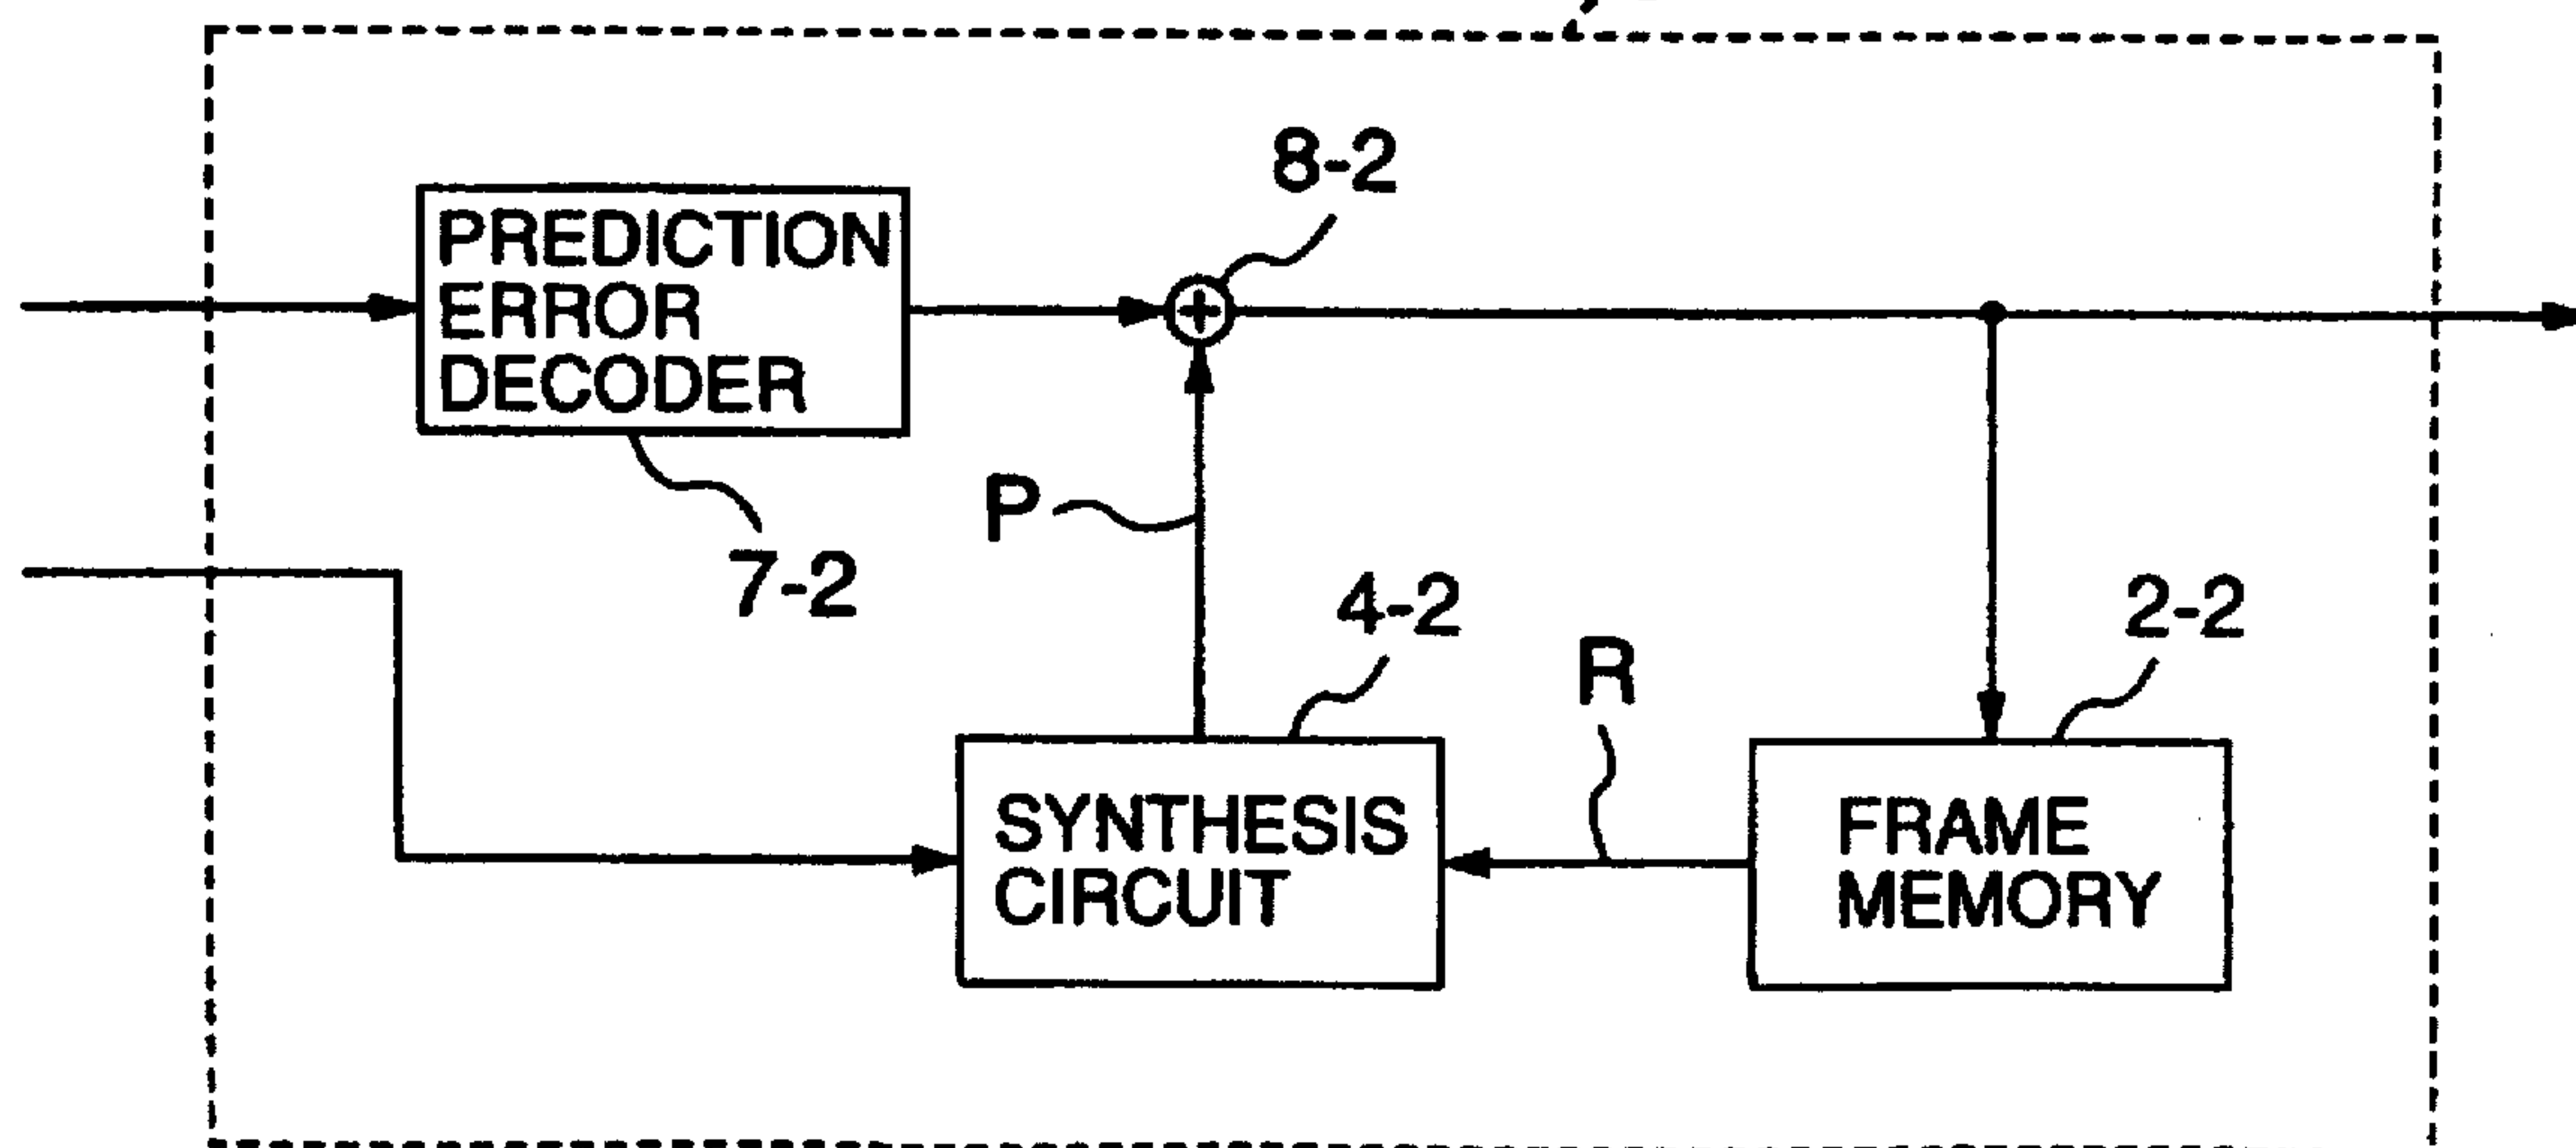 8-2
PREDICTION
ERROR
DECODER
P
7-2
4-2
2-2
R
SYNTHESIS
CIRCUIT
FRAME
MEMORY